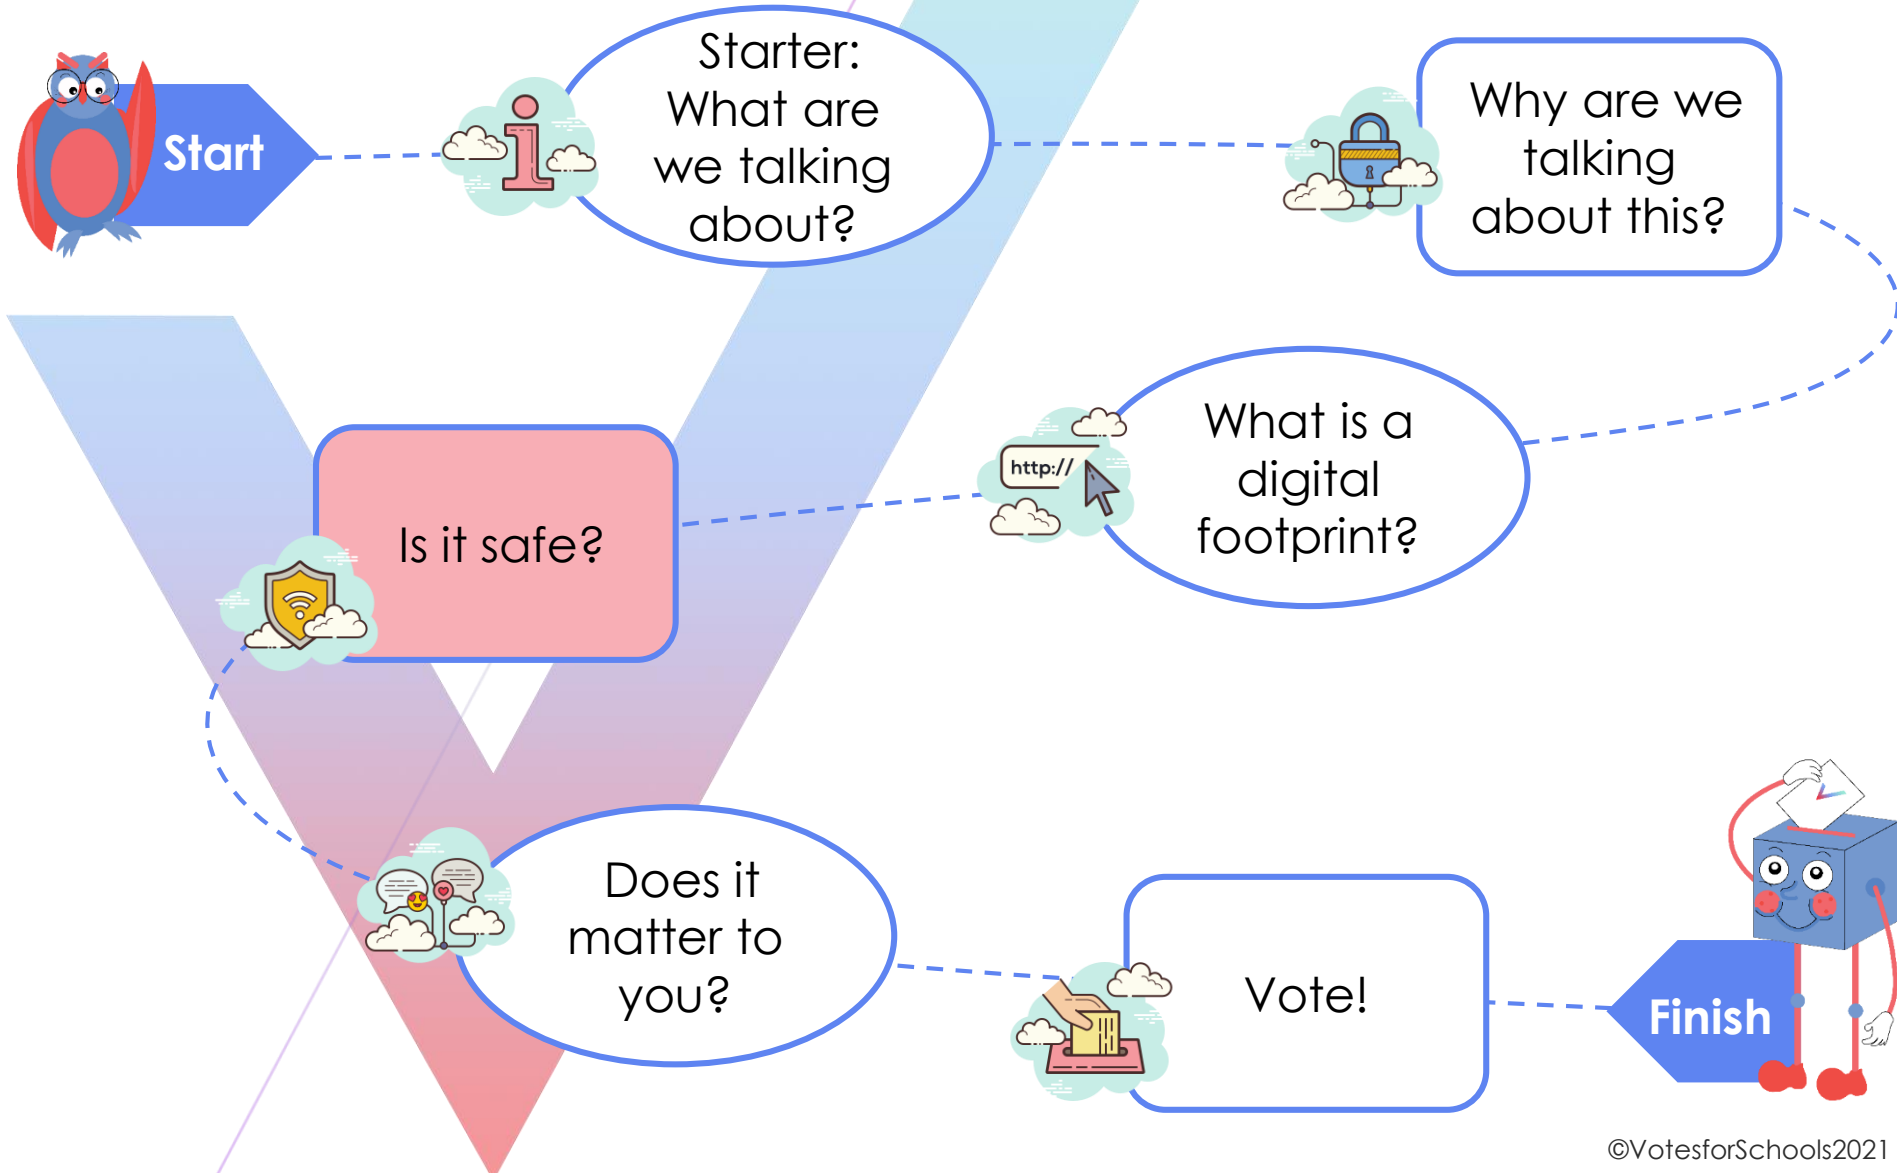 Start
Starter:
What are
we talking
about?
Why are we
talking
about this?
What is a
digital
footprint?
http://
Is it safe?
Does it
matter to
you?
Vote!
Finish
©VotesforSchools2021